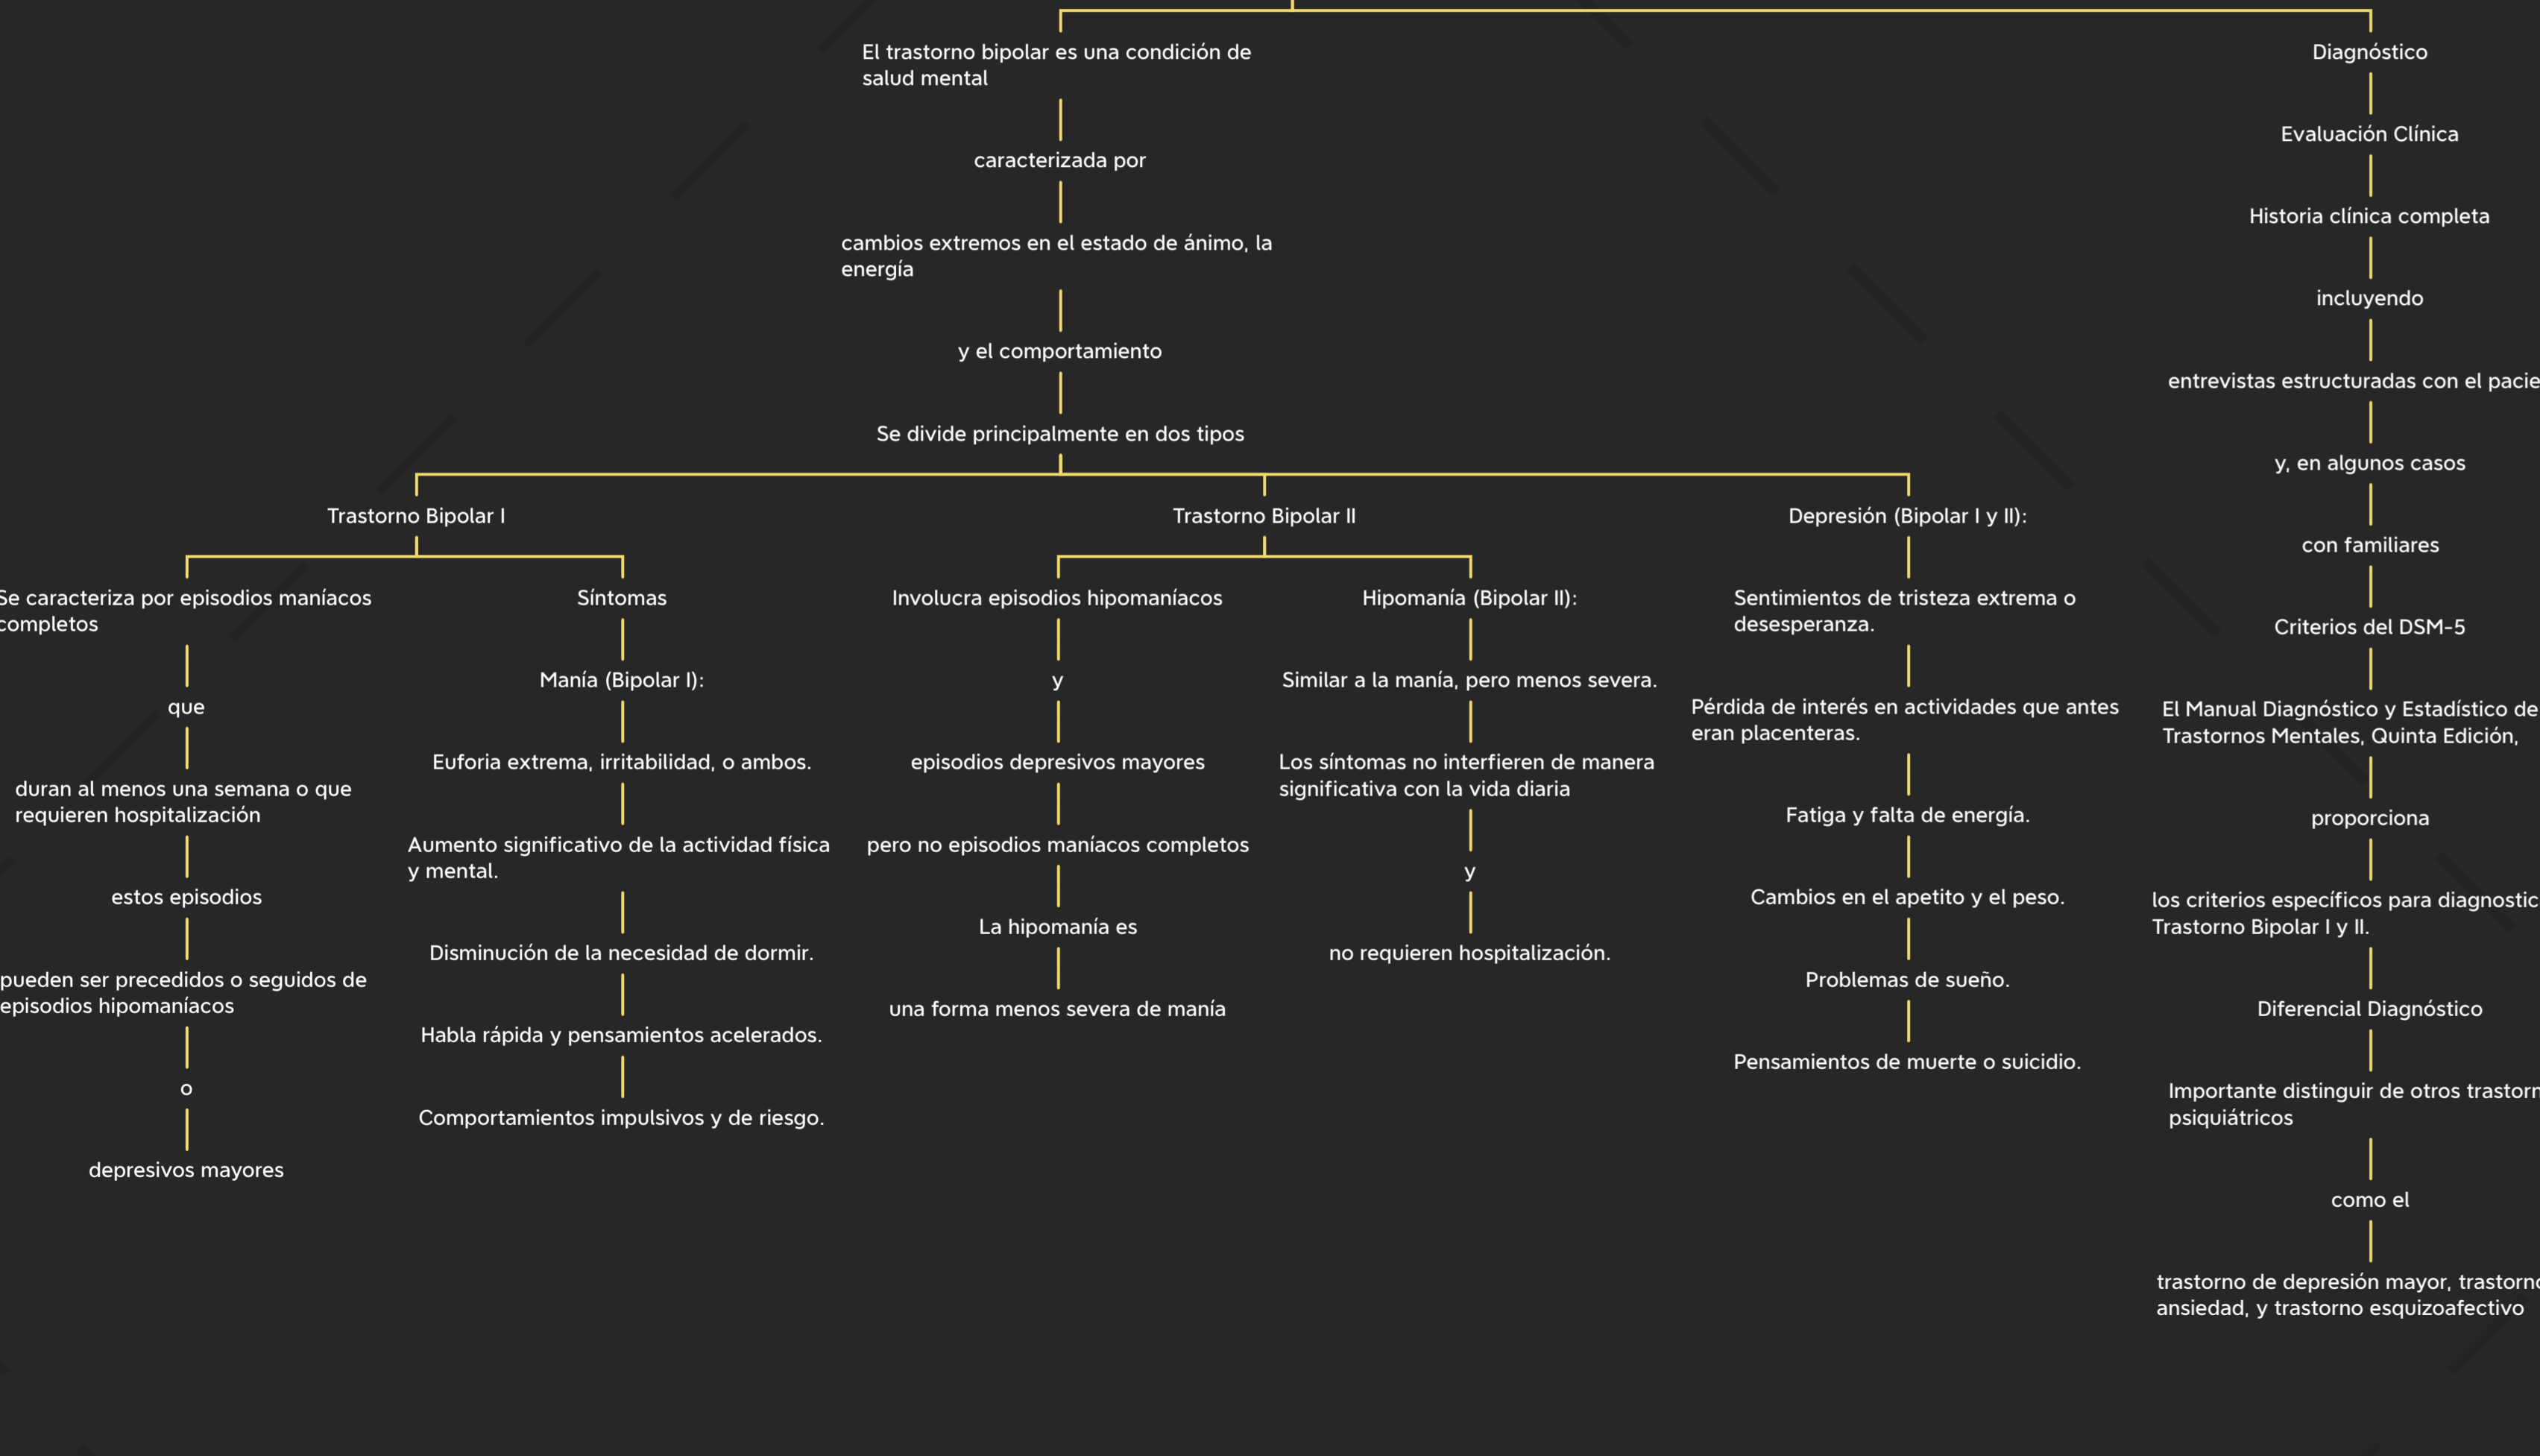 El trastorno bipolar es una condición de
salud mental
caracterizada por
cambios extremos en el estado de ánimo, la
energía
y el comportamiento
Se divide principalmente en dos tipos
Trastorno Bipolar I
Se caracteriza por episodios maníacos
completos
que
duran al menos una semana o que
requieren hospitalización
estos episodios
pueden ser precedidos o seguidos de
episodios hipomaníacos
o
depresivos mayores
Síntomas
Manía (Bipolar I):
Euforia extrema, irritabilidad, o ambos.
Aumento significativo de la actividad física
y mental.
Disminución de la necesidad de dormir.
Habla rápida y pensamientos acelerados.
Comportamientos impulsivos y de riesgo.
Trastorno Bipolar II
Involucra episodios hipomaníacos
y
episodios depresivos mayores
pero no episodios maníacos completos
La hipomanía es
una forma menos severa de manía
Hipomanía (Bipolar II):
Similar a la manía, pero menos severa.
Los síntomas no interfieren de manera
significativa con la vida diaria
y
no requieren hospitalización.
Depresión (Bipolar I y II):
Sentimientos de tristeza extrema o
desesperanza.
Pérdida de interés en actividades que antes
eran placenteras.
Fatiga y falta de energía.
Cambios en el apetito y el peso.
Problemas de sueño.
Pensamientos de muerte o suicidio.
Diagnóstico
Evaluación Clínica
Historia clínica completa
incluyendo
entrevistas estructuradas con el
y, en algunos casos
con familiares
Criterios del DSM-5
El Manual Diagnóstico y Estadístico de
Trastornos Mentales, Quinta Edición,
proporciona
los criterios específicos para
Trastorno Bipolar I y II.
Diferencial Diagnóstico
Importante distinguir de otros
psiquiátricos
como el
trastorno de depresión mayor,
ansiedad, y trastorno esquizoafectivo